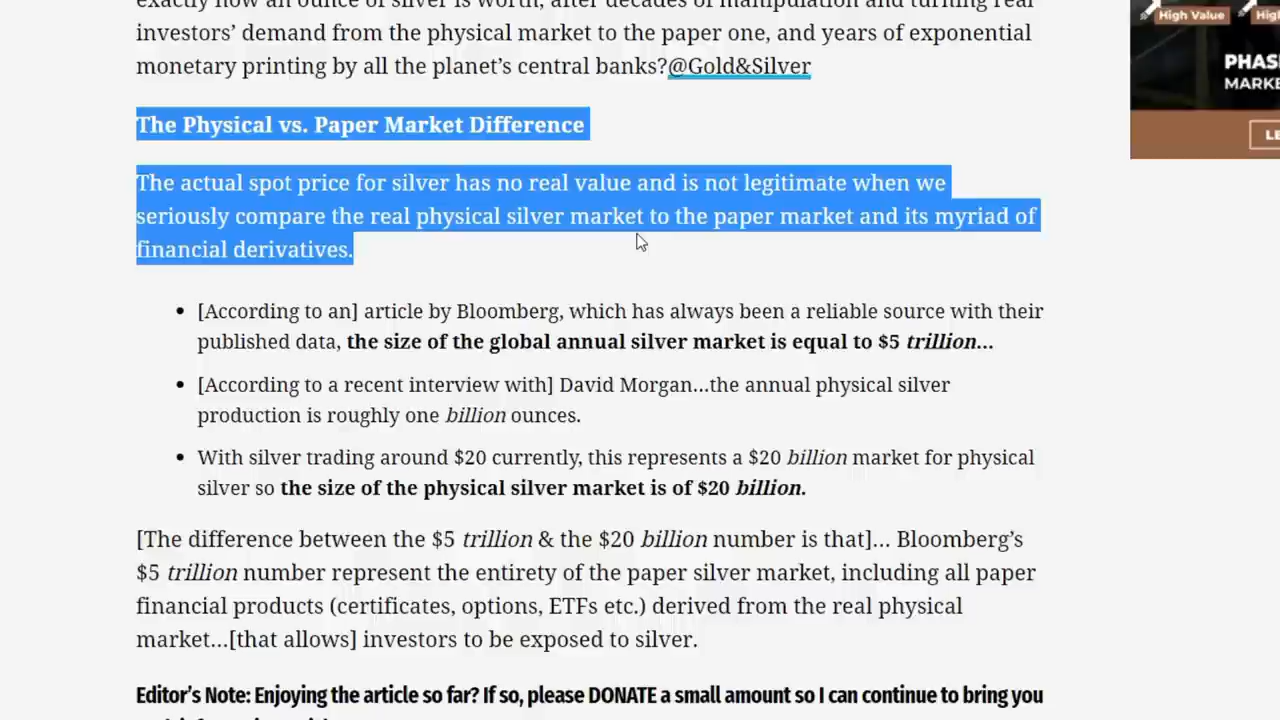 exactly how an ounce of silver is worth, after decades of manipulation and turning real
investors’ demand from the physical market to the paper one, and years of exponential
monetary printing by all the planet’s central banks?@Gold&Silver
The Physical vs. Paper Market Difference
The actual spot price for silver has no real value and is not legitimate when we
seriously compare the real physical silver market to the paper market and its myriad of
financial derivatives.
• [According to an] article by Bloomberg, which has always been a reliable source with their
published data, the size of the global annual silver market is equal to $5 trillion…
• [According to a recent interview with] David Morgan…the annual physical silver
production is roughly one billion ounces.
• With silver trading around $20 currently, this represents a $20 billion market for physical
silver so the size of the physical silver market is of $20 billion.
[The difference between the $5 trillion & the $20 billion number is that]… Bloomberg’s
$5 trillion number represent the entirety of the paper silver market, including all paper
financial products (certificates, options, ETFs etc.) derived from the real physical
market…[that allows] investors to be exposed to silver.
Editor’s Note: Enjoying the article so far? If so, please DONATE a small amount so I can continue to bring you
High Value
PHAS
MARKE
LE